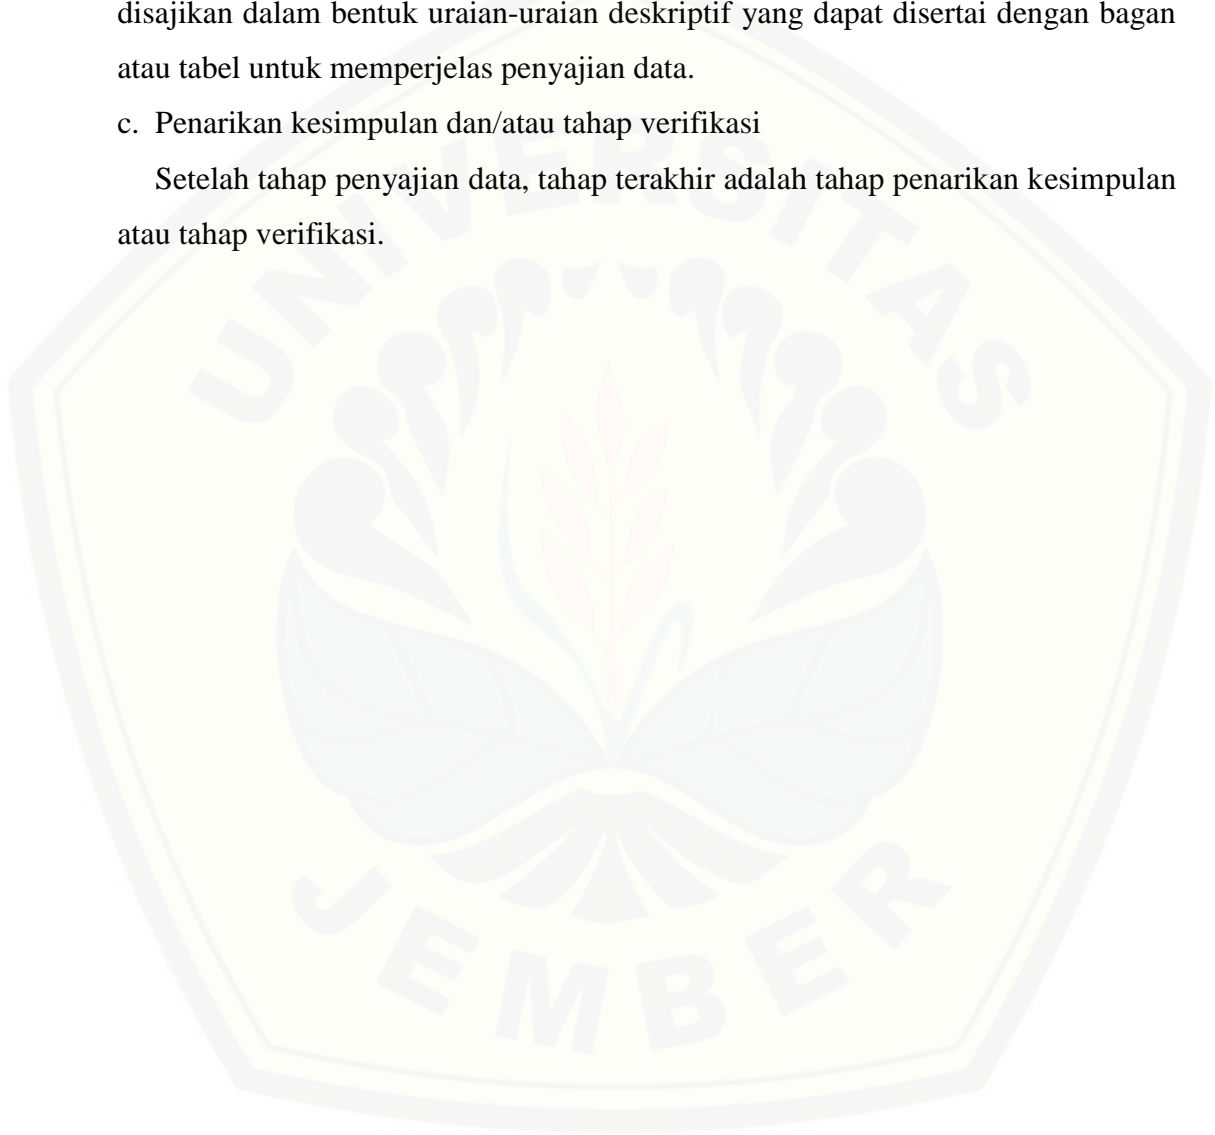 disajikan dalam bentuk uraian-uraian deskriptif yang dapat disertai dengan bagan
atau tabel untuk memperjelas penyajian data.
c. Penarikan kesimpulan dan/atau tahap verifikasi
Setelah tahap penyajian data, tahap terakhir adalah tahap penarikan kesimpulan
atau tahap verifikasi.
UNIVERSITAS
JEMBER